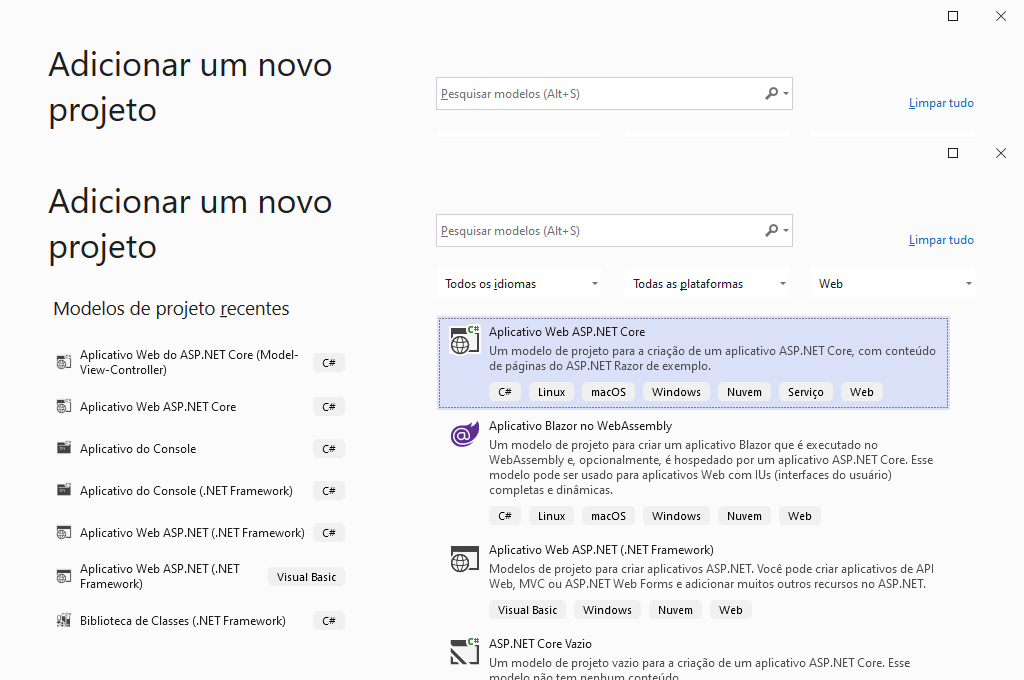 Adicionar um novo
projeto
Pesquisar modelos (Alt+S)
Limpar tudo
Adicionar um novo
projeto
Pesquisar modelos (Alt+S)
Limpar tudo
Todos os idiomas
Todas as plataformas
Web
Modelos de projeto recentes
Aplicativo Web do ASP.NET Core (Model-
View-Controller)
C#
Aplicativo Web ASP.NET Core
C#
Aplicativo do Console
C#
Aplicativo do Console (.NET Framework)
C#
Aplicativo Web ASP.NET (.NET Framework)
C#
Aplicativo Web ASP.NET (.NET
Framework)
Visual Basic
Biblioteca de Classes (.NET Framework)
C#
Aplicativo Web ASP.NET Core
Um modelo de projeto para a criação de um aplicativo ASP.NET Core, com conteúdo
de páginas do ASP.NET Razor de exemplo.
C# Linux macOS Windows Nuvem Serviço Web
Aplicativo Blazor no WebAssembly
Um modelo de projeto para criar um aplicativo Blazor que é executado no
WebAssembly e, opcionalmente, é hospedado por um aplicativo ASP.NET Core. Esse
modelo pode ser usado para aplicativos Web com IUs (interfaces do usuário)
completas e dinâmicas.
C# Linux macOS Windows Nuvem Web
Aplicativo Web ASP.NET (.NET Framework)
Modelos de projeto para criar aplicativos ASP.NET. Você pode criar aplicativos de API
Web, MVC ou ASP.NET Web Forms e adicionar muitos outros recursos no ASP.NET.
Visual Basic Windows Nuvem Web
ASP.NET Core Vazio
Um modelo de projeto vazio para a criação de um aplicativo ASP.NET Core. Esse
modelo não tem nenhum conteúdo.